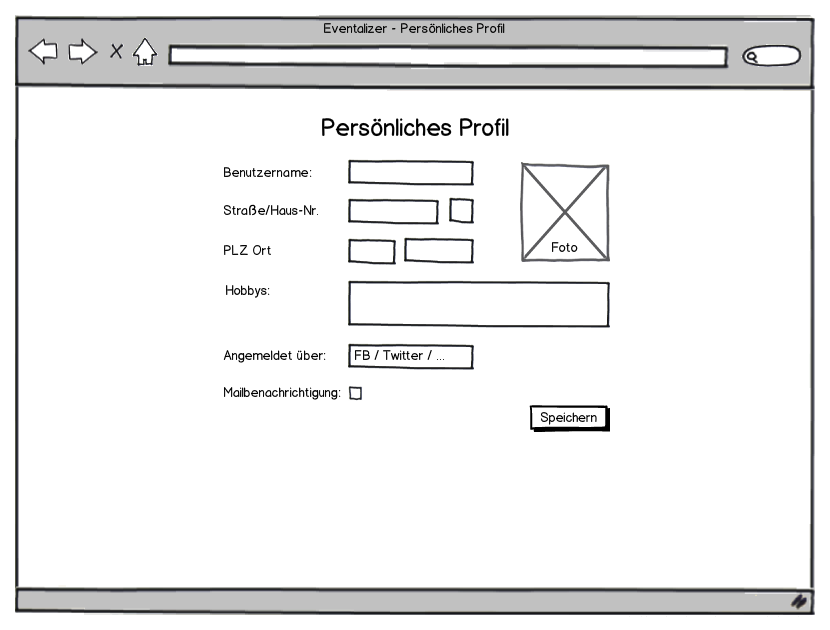 Eventalizer - Persönliches Profil
Persönliches Profil
Benutzername:
Straße/Haus-Nr.
PLZ Ort
Foto
Hobbys:
Angemeldet über: FB / Twitter / ...
Mailbenachrichtigung:
Speichern